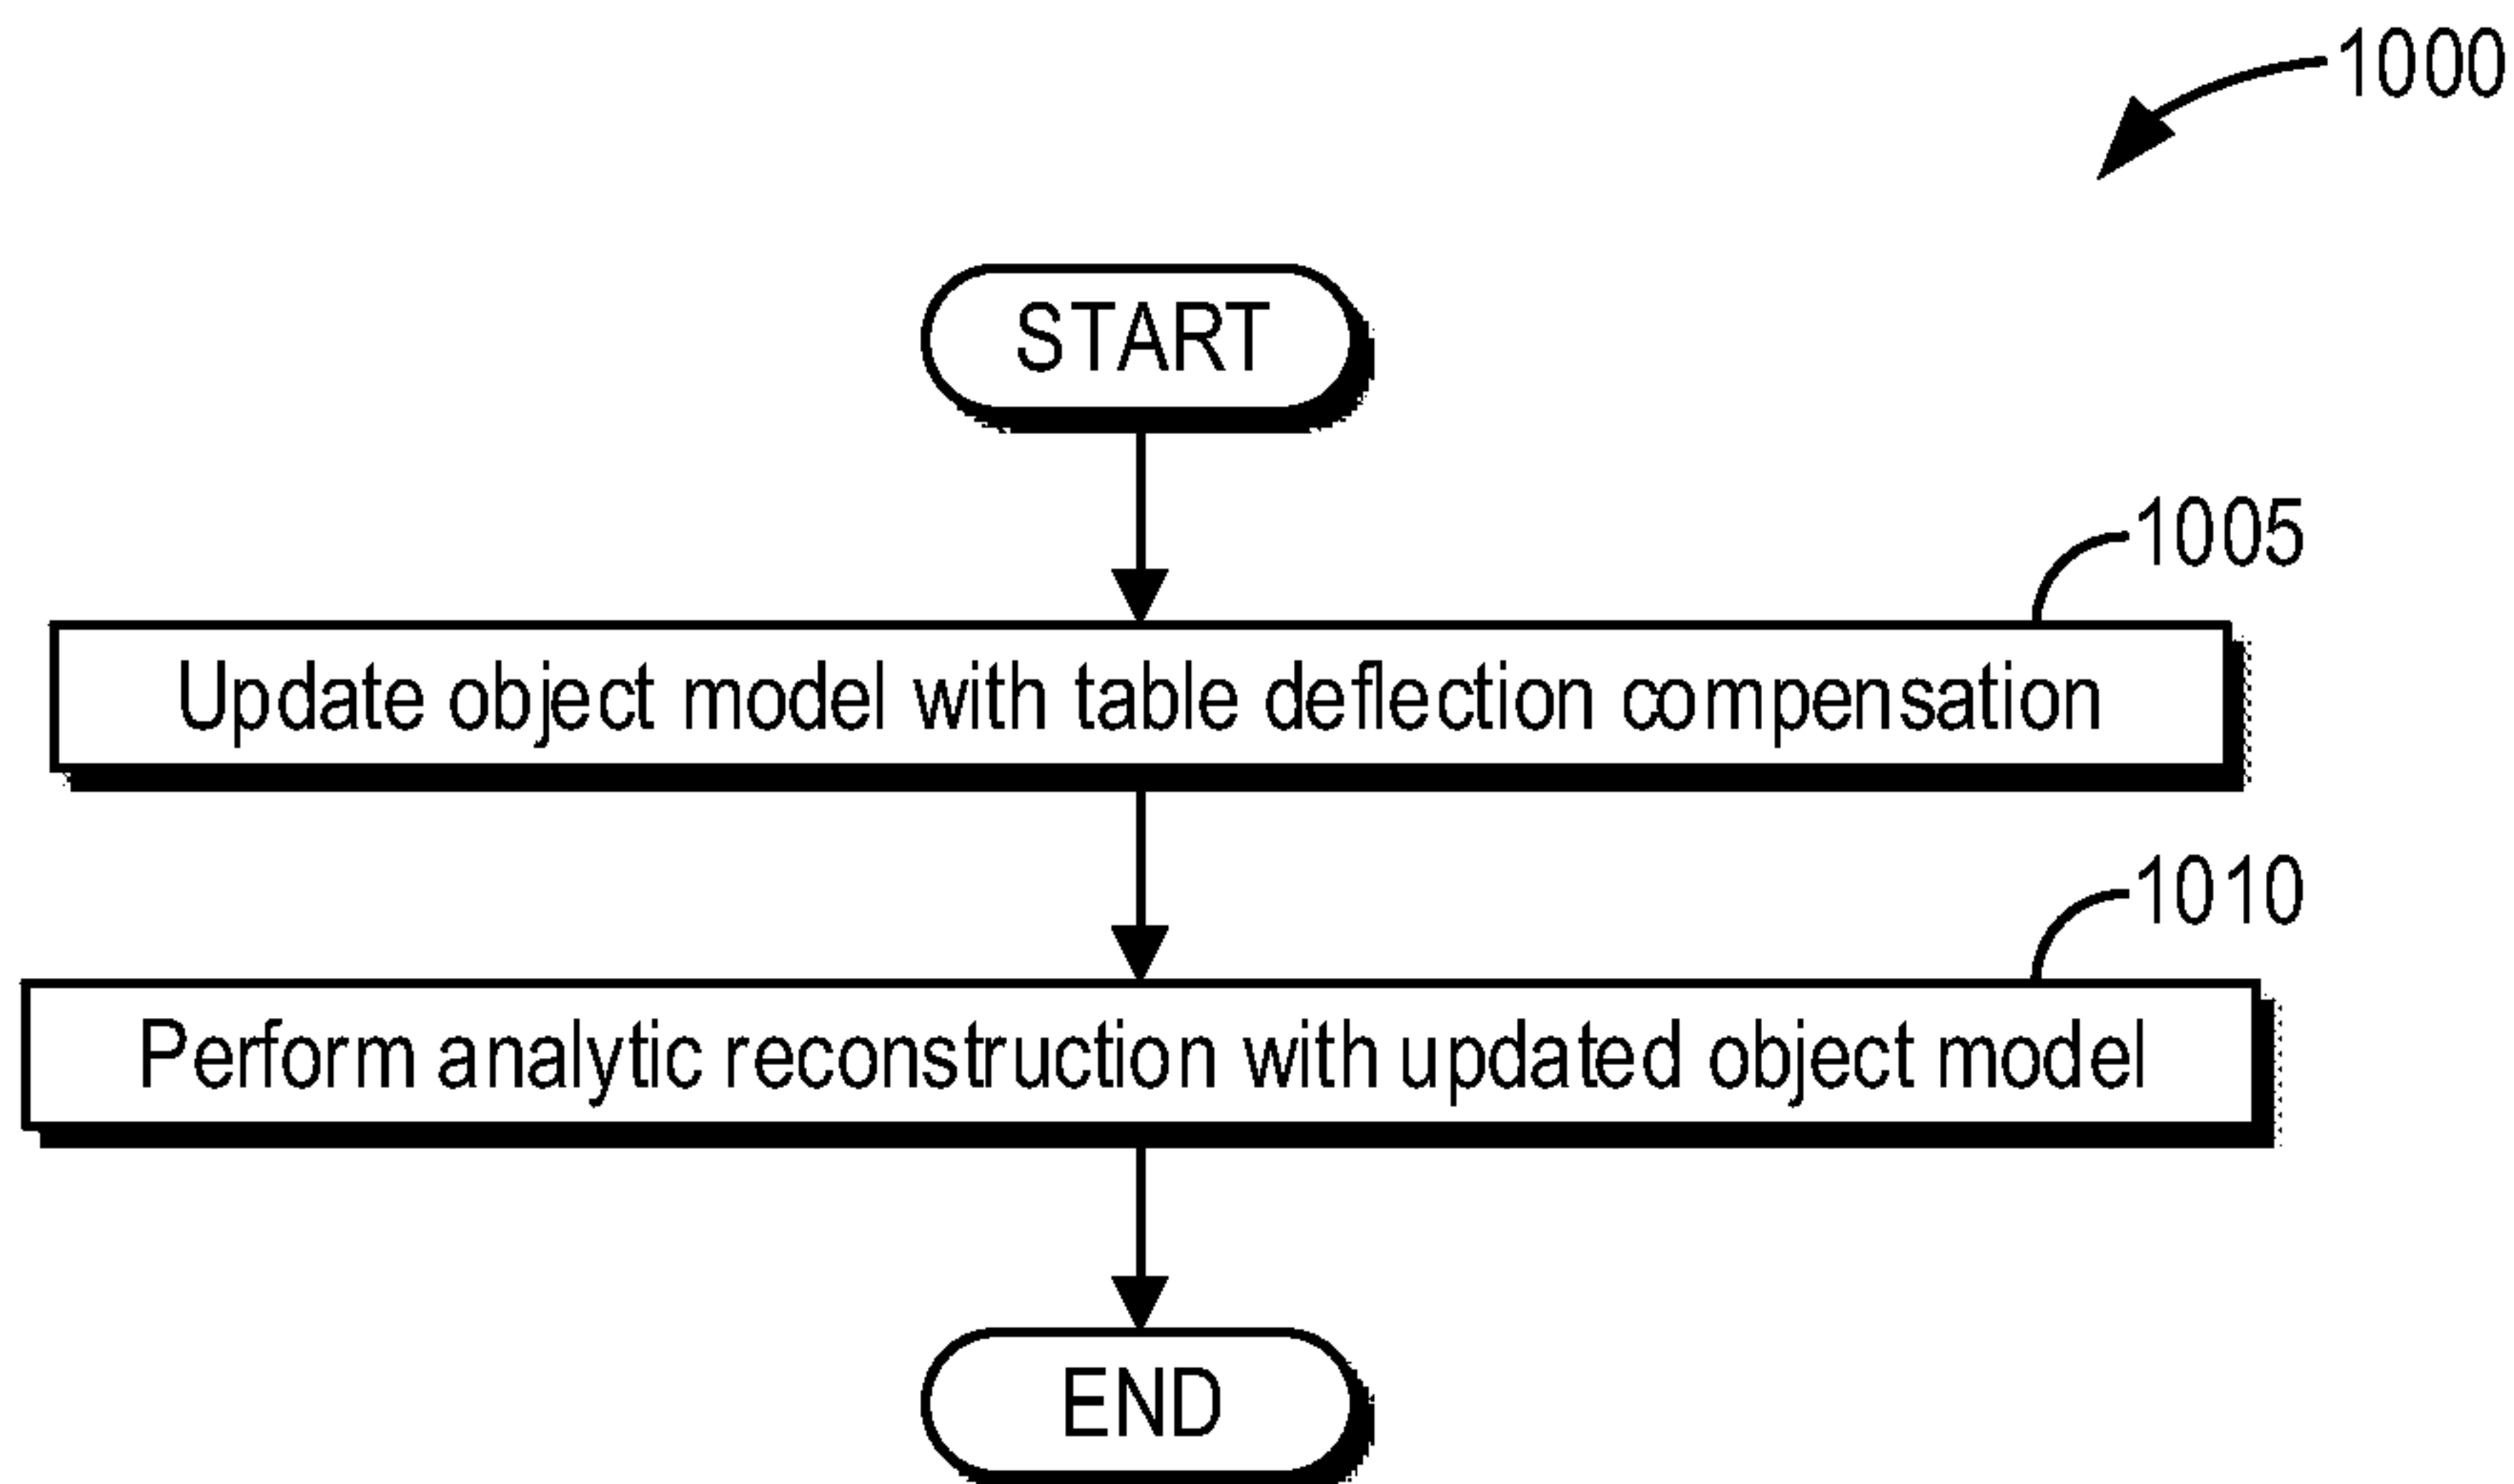 1000
START
1005
Update object model with table deflection compensation
1010
Perform analytic reconstruction with updated object model
END